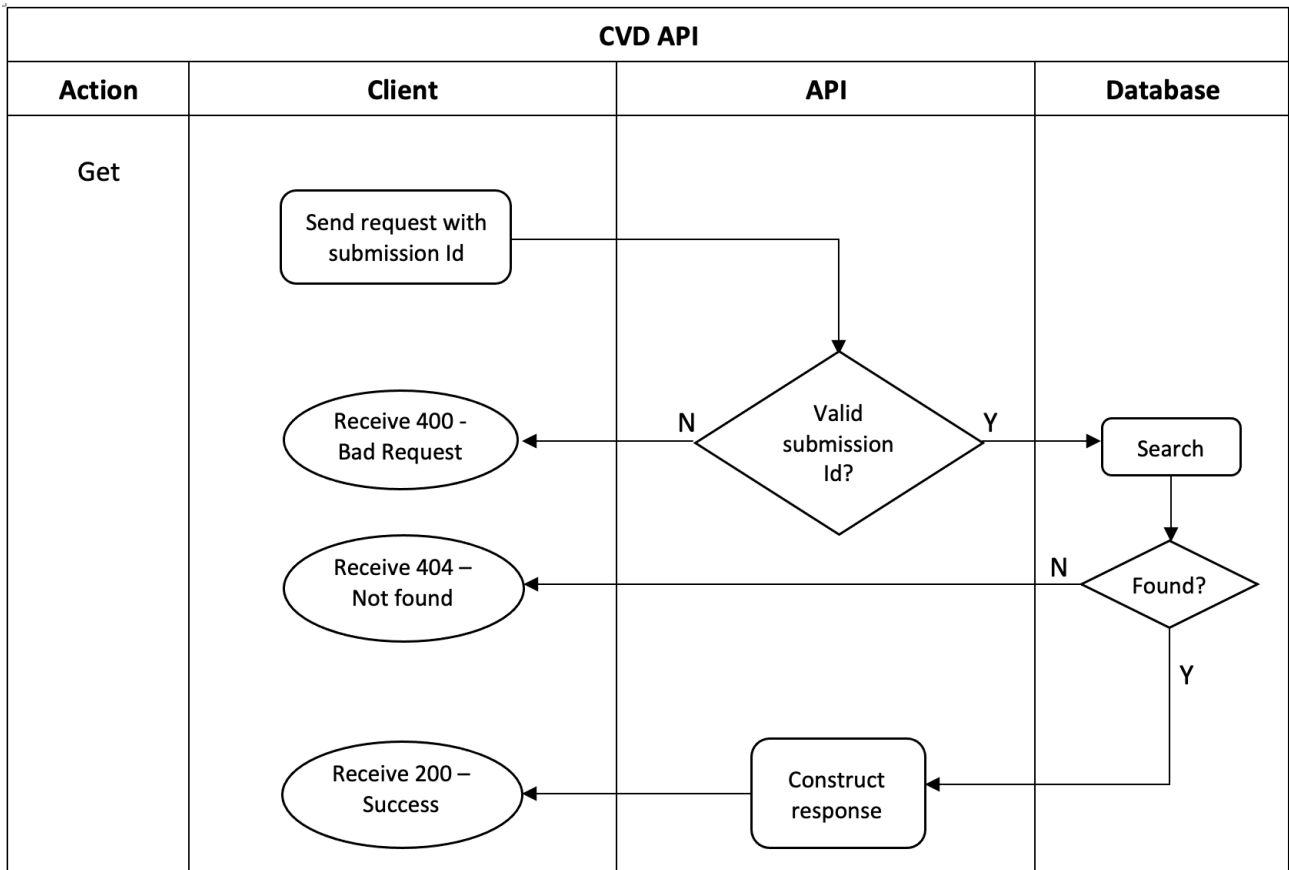 CVD API
Action
Client
API
Database
Get
Send request with
submission Id
Valid
submission
Id?
N
Y
Receive 400 -
Bad Request
Search
Receive 404 –
Not found
N
Found?
Y
Receive 200 –
Success
Construct
response